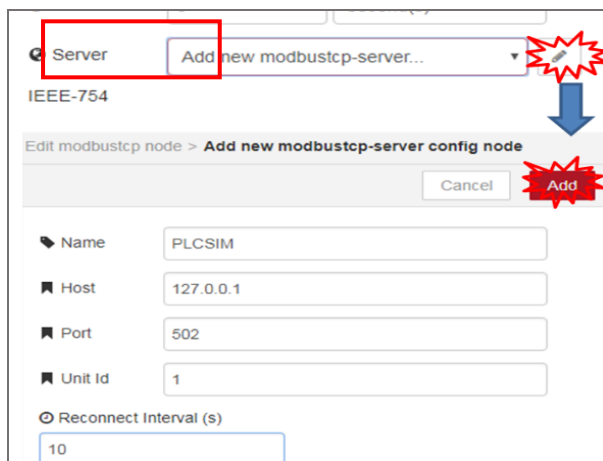 Server Add new modbustcp-server...
IEEE-754
Edit modbustcp node > Add new modbustcp-server config node
Cancel Add
Name PLCSIM
Host 127.0.0.1
Port 502
Unit Id 1
Reconnect Interval (s)
10